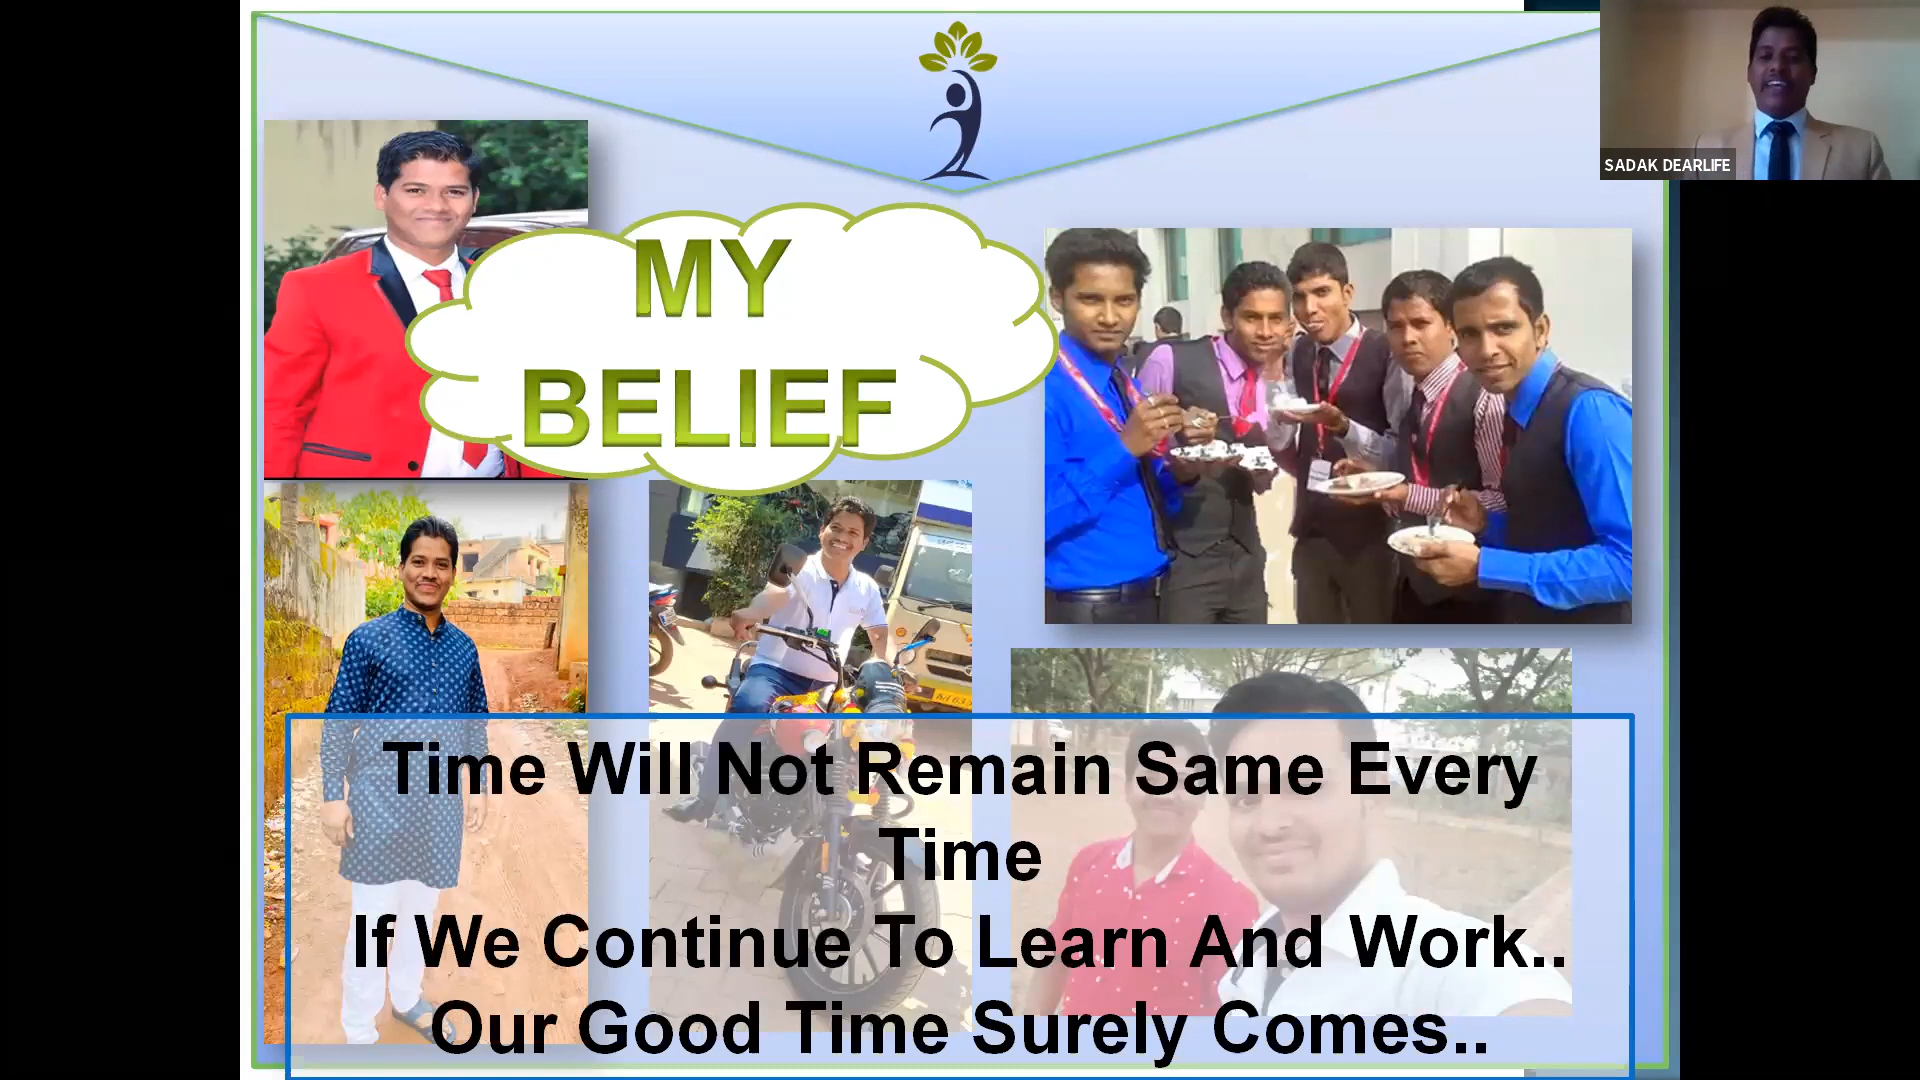 SADAK DEARLIFE
MY
BELIEF
Time Will Not Remain Same Every
Time
If We Continue To Learn And Work..
Our Good Time Surely Comes..